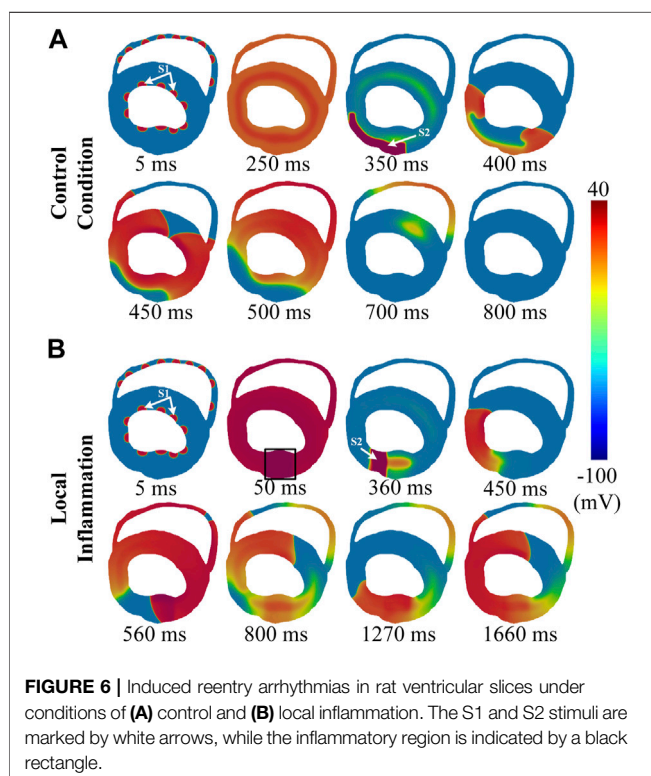 A
S1
S2
5 ms 250 ms 350 ms 400 ms
Control
Condition
40
450 ms 500 ms 700 ms 800 ms
B
S1
S2
5 ms 50 ms 360 ms 450 ms
-100
(mV)
Local
Inflammation
560 ms 800 ms 1270 ms 1660 ms
FIGURE 6 | Induced reentry arrhythmias in rat ventricular slices under
conditions of (A) control and (B) local inflammation. The S1 and S2 stimuli are
marked by white arrows, while the inflammatory region is indicated by a black
rectangle.